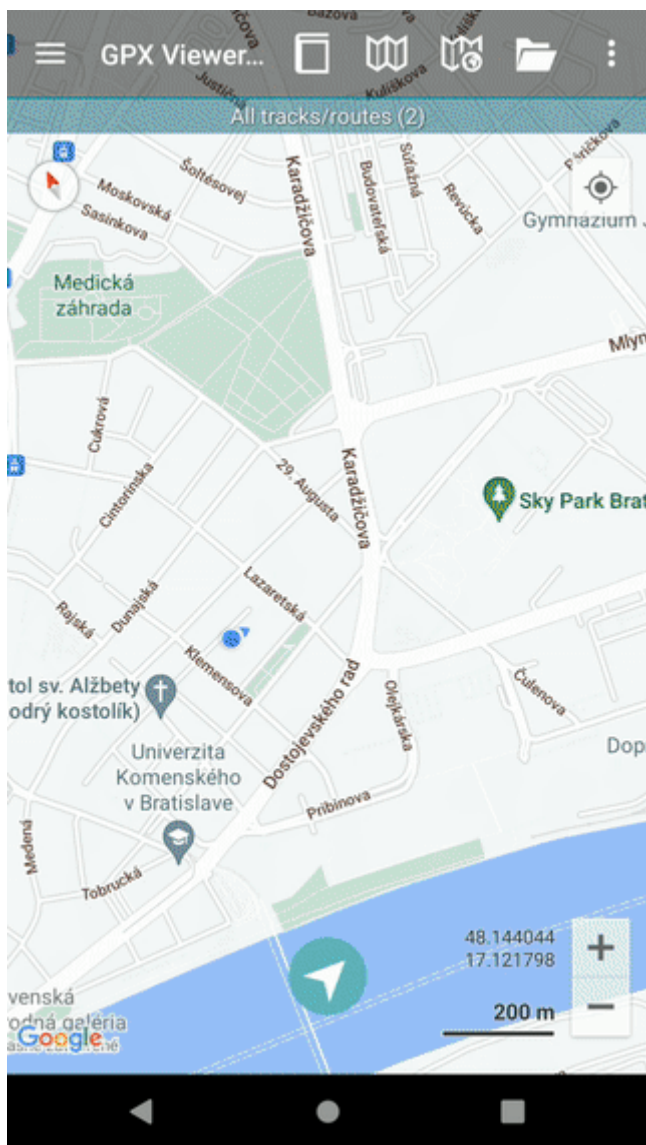 Bazová
GPX Viewer...
Justičná
Kulíškova
All tracks/routes (2)
Páričkova
Šoltésovej
Moskovská
Sasinkova
Karadžičova
Budovateľská
Súťažná
Revúcka
Gymnázium J
Medická
záhrada
Mlyn
Cukrová
Cintorínska
29. Augusta
Karadžičova
Sky Park Brat
Lazaretská
Rajská
Dunajská
Klemensova
tol sv. Alžbety
odrý kostolík)
Dostojevského rad
Olejkárska
Čulenova
Univerzita
Komenského
v Bratislave
Dop
Pribinova
Medená
Tobrucká
48.144044
17.121798
200 m
venská
odná galéria
Google